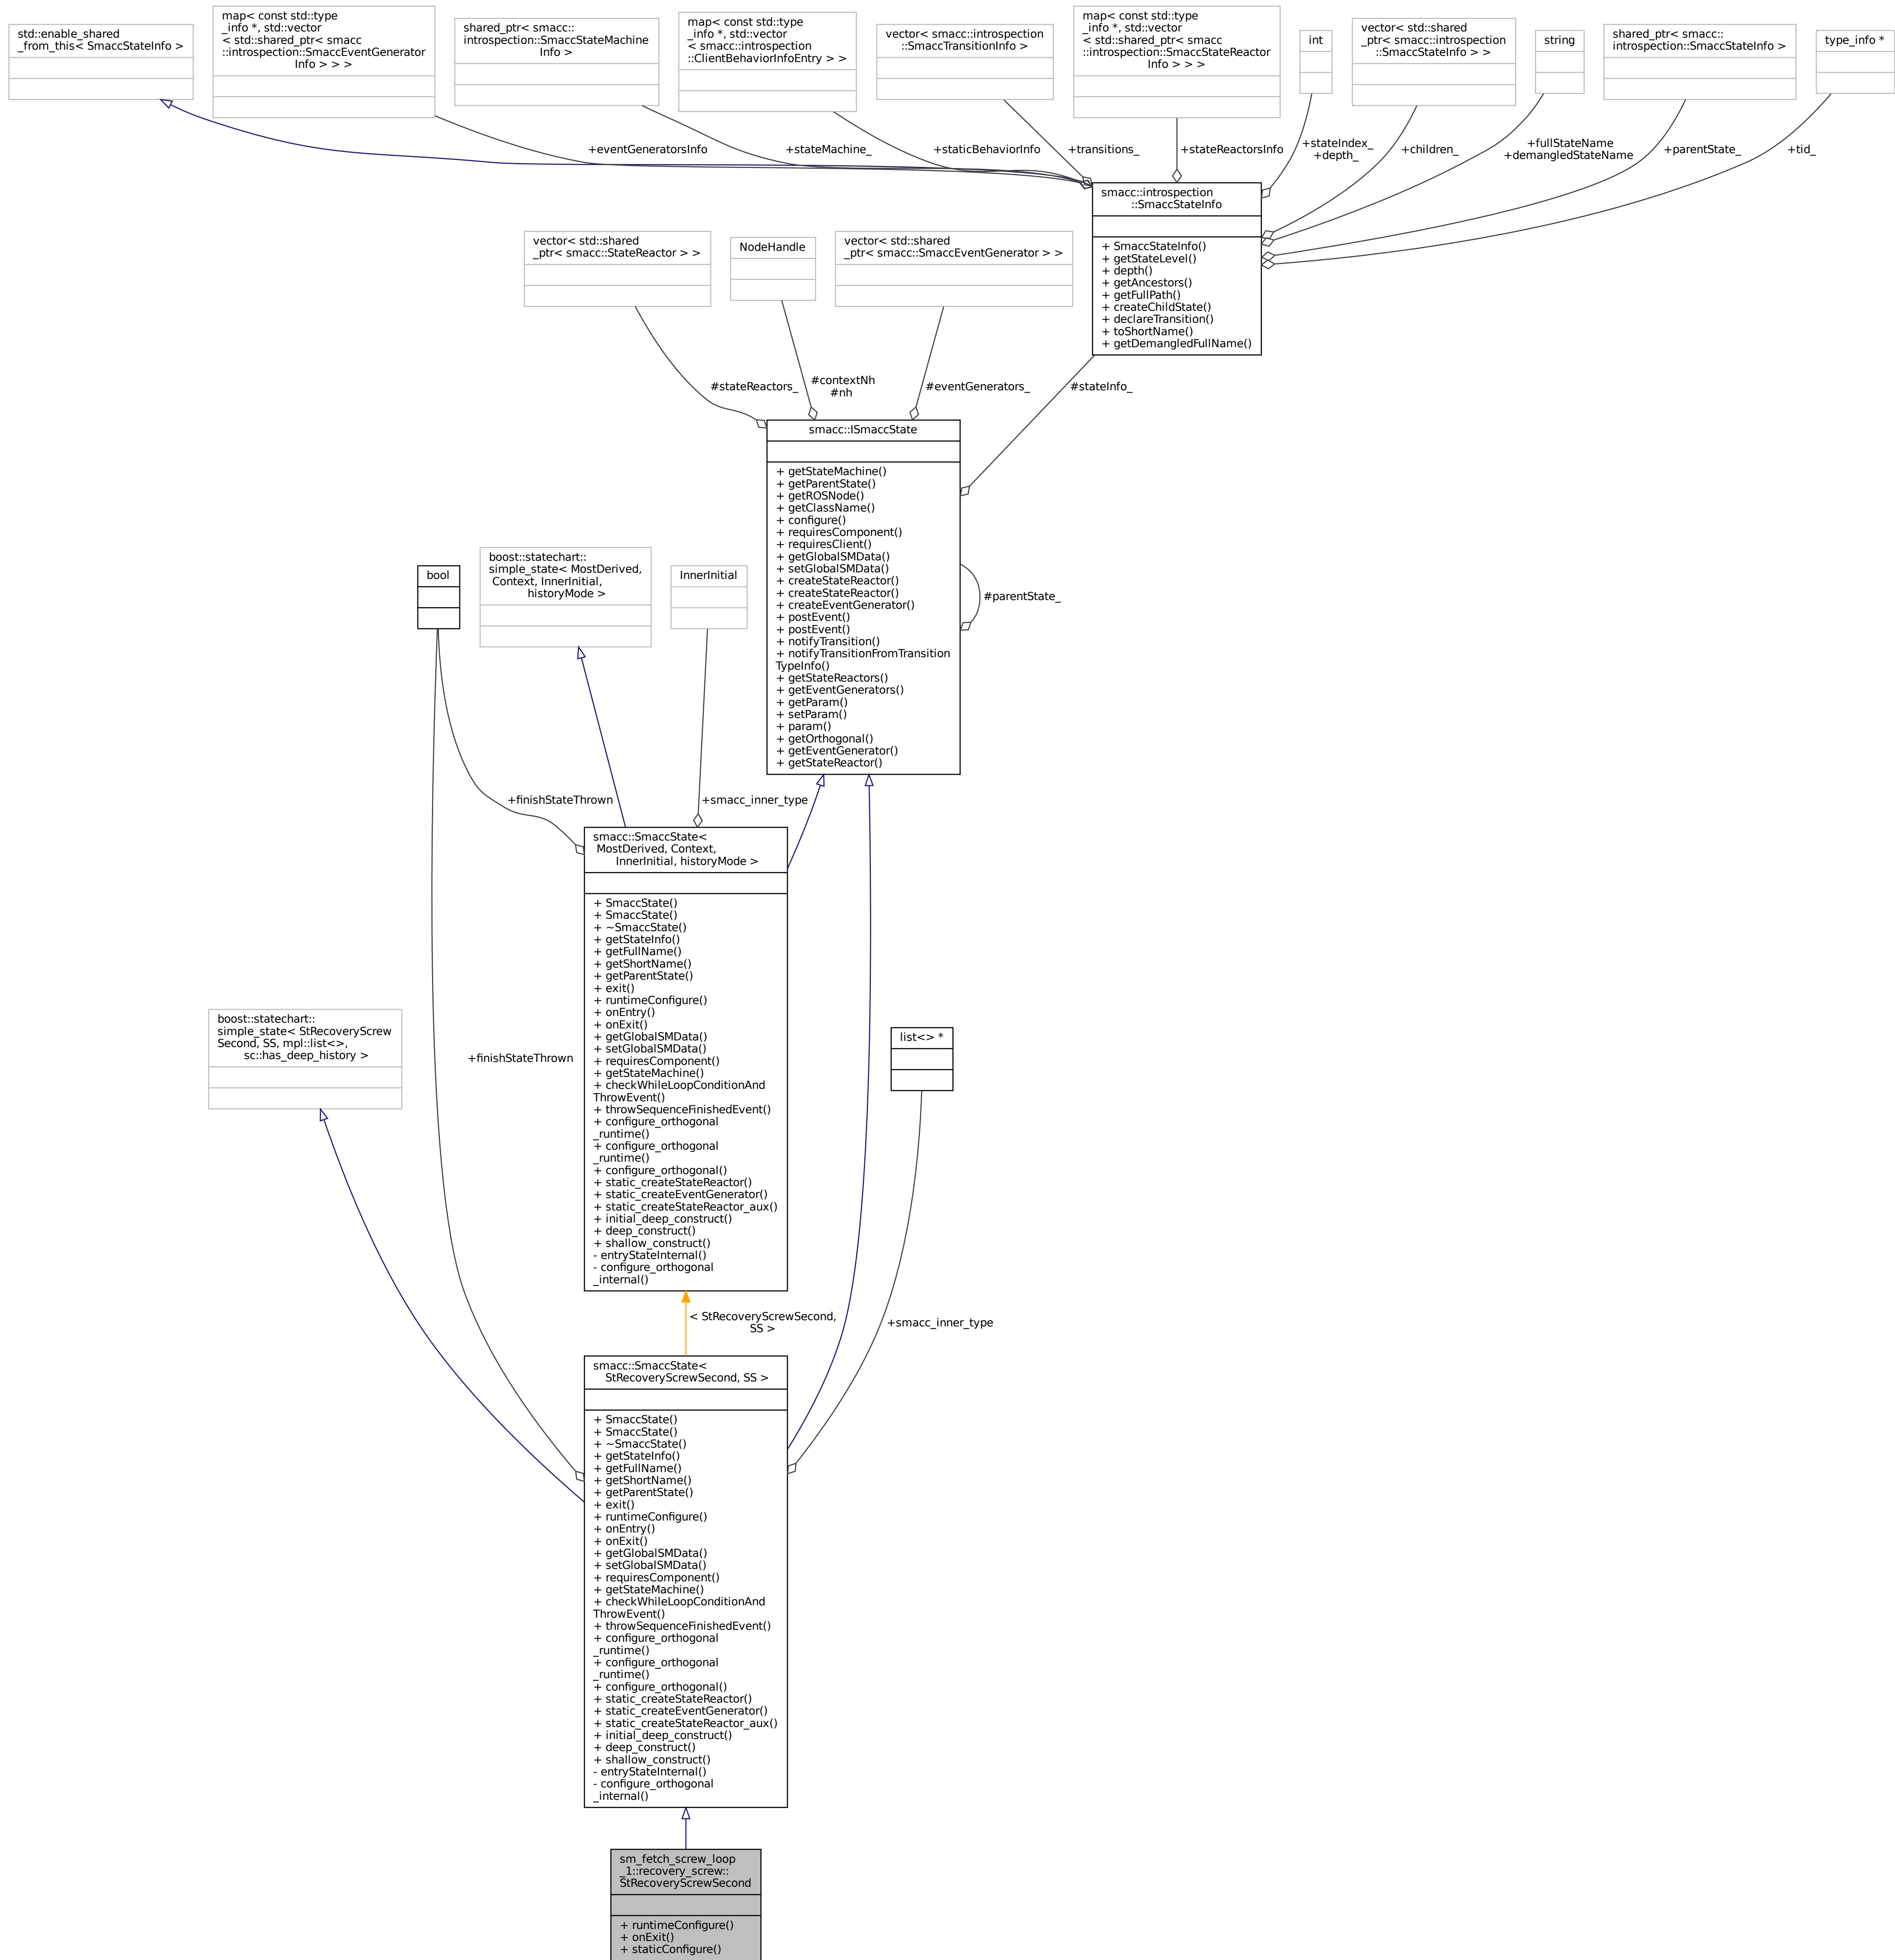 std::enable_shared
_from_this< SmaccStateInfo >
map< const std::type
_info *, std::vector
< std::shared_ptr< smacc
::introspection::SmaccEventGenerator
Info > > >
shared_ptr< smacc::
introspection::SmaccStateMachine
Info >
map< const std::type
_info *, std::vector
< smacc::introspection
::ClientBehaviorInfoEntry > >
vector< smacc::introspection
::SmaccTransitionInfo >
map< const std::type
_info *, std::vector
< std::shared_ptr< smacc
::introspection::SmaccStateReactor
Info > > >
int
vector< std::shared
_ptr< smacc::introspection
::SmaccStateInfo > >
string
shared_ptr< smacc::
introspection::SmaccStateInfo >
type_info *
+eventGeneratorsInfo
+stateMachine_
+staticBehaviorInfo
+transitions_
+stateReactorsInfo
+stateIndex_
+depth_
+children_
+fullStateName
+demangledStateName
+parentState_
+tid_
smacc::introspection
::SmaccStateInfo
+ SmaccStateInfo()
+ getStateLevel()
+ depth()
+ getAncestors()
+ getFullPath()
+ createChildState()
+ declareTransition()
+ toShortName()
+ getDemangledFullName()
vector< std::shared
_ptr< smacc::StateReactor > >
NodeHandle
vector< std::shared
_ptr< smacc::SmaccEventGenerator > >
#stateReactors_
#contextNh
#nh
#eventGenerators_
#stateInfo_
smacc::ISmaccState
+ getStateMachine()
+ getParentState()
+ getROSNode()
+ getClassName()
+ configure()
+ requiresComponent()
+ requiresClient()
+ getGlobalSMData()
+ setGlobalSMData()
+ createStateReactor()
+ createStateReactor()
+ createEventGenerator()
+ postEvent()
+ postEvent()
+ notifyTransition()
+ notifyTransitionFromTransition
TypeInfo()
+ getStateReactors()
+ getEventGenerators()
+ getParam()
+ setParam()
+ param()
+ getOrthogonal()
+ getEventGenerator()
+ getStateReactor()
#parentState_
bool
boost::statechart::
simple_state< MostDerived,
Context, InnerInitial,
historyMode >
InnerInitial
+finishStateThrown
+smacc_inner_type
smacc::SmaccState<
MostDerived, Context,
InnerInitial, historyMode >
+ SmaccState()
+ SmaccState()
+ ~SmaccState()
+ getStateInfo()
+ getFullName()
+ getShortName()
+ getParentState()
+ exit()
+ runtimeConfigure()
+ onEntry()
+ onExit()
+ getGlobalSMData()
+ setGlobalSMData()
+ requiresComponent()
+ getStateMachine()
+ checkWhileLoopConditionAnd
ThrowEvent()
+ throwSequenceFinishedEvent()
+ configure_orthogonal
_runtime()
+ configure_orthogonal
_runtime()
+ configure_orthogonal()
+ static_createStateReactor()
+ static_createEventGenerator()
+ static_createStateReactor_aux()
+ initial_deep_construct()
+ deep_construct()
+ shallow_construct()
- entryStateInternal()
- configure_orthogonal
_internal()
boost::statechart::
simple_state< StRecoveryScrew
Second, SS, mpl::list<>,
sc::has_deep_history >
+finishStateThrown
list<> *
< StRecoveryScrewSecond,
SS >
+smacc_inner_type
smacc::SmaccState<
StRecoveryScrewSecond, SS >
+ SmaccState()
+ SmaccState()
+ ~SmaccState()
+ getStateInfo()
+ getFullName()
+ getShortName()
+ getParentState()
+ exit()
+ runtimeConfigure()
+ onEntry()
+ onExit()
+ getGlobalSMData()
+ setGlobalSMData()
+ requiresComponent()
+ getStateMachine()
+ checkWhileLoopConditionAnd
ThrowEvent()
+ throwSequenceFinishedEvent()
+ configure_orthogonal
_runtime()
+ configure_orthogonal
_runtime()
+ configure_orthogonal()
+ static_createStateReactor()
+ static_createEventGenerator()
+ static_createStateReactor_aux()
+ initial_deep_construct()
+ deep_construct()
+ shallow_construct()
- entryStateInternal()
- configure_orthogonal
_internal()
sm_fetch_screw_loop
_1::recovery_screw::
StRecoveryScrewSecond
+ runtimeConfigure()
+ onExit()
+ staticConfigure()